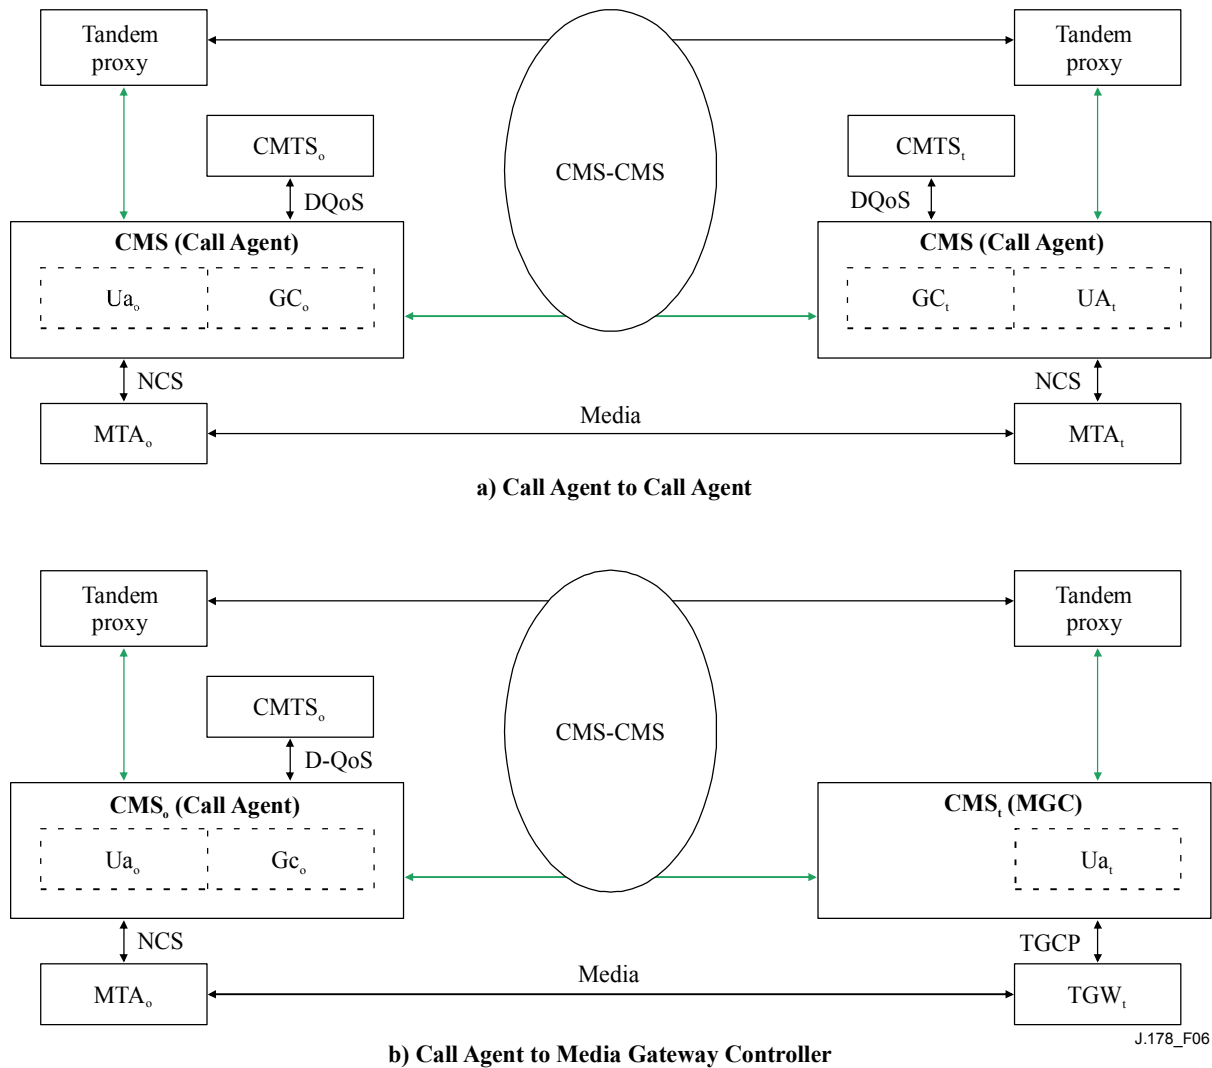 Tandem
proxy
Tandem
proxy
CMTSo
CMTSt
CMS-CMS
DQoS
DQoS
CMS (Call Agent)
CMS (Call Agent)
Uao
GCo
GCt
UAt
NCS
NCS
Media
MTAo
MTAt
a) Call Agent to Call Agent
Tandem
proxy
Tandem
proxy
CMTSo
CMS-CMS
D-QoS
CMSo (Call Agent)
CMSt (MGC)
Uao
Gco
Uat
NCS
TGCP
Media
MTAo
TGWt
J.178_F06
b) Call Agent to Media Gateway Controller